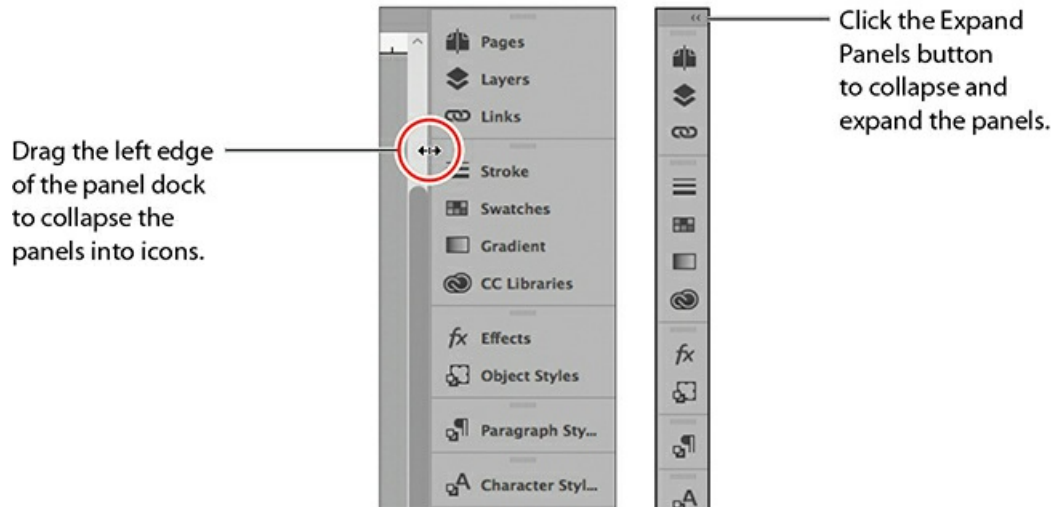 Drag the left edge
of the panel dock
to collapse the
panels into icons.
Pages
Layers
Links
Stroke
Swatches
Gradient
CC Libraries
fx Effects
Object Styles
Paragraph Sty...
A Character Styl...
fx
A
Click the Expand
Panels button
to collapse and
expand the panels.